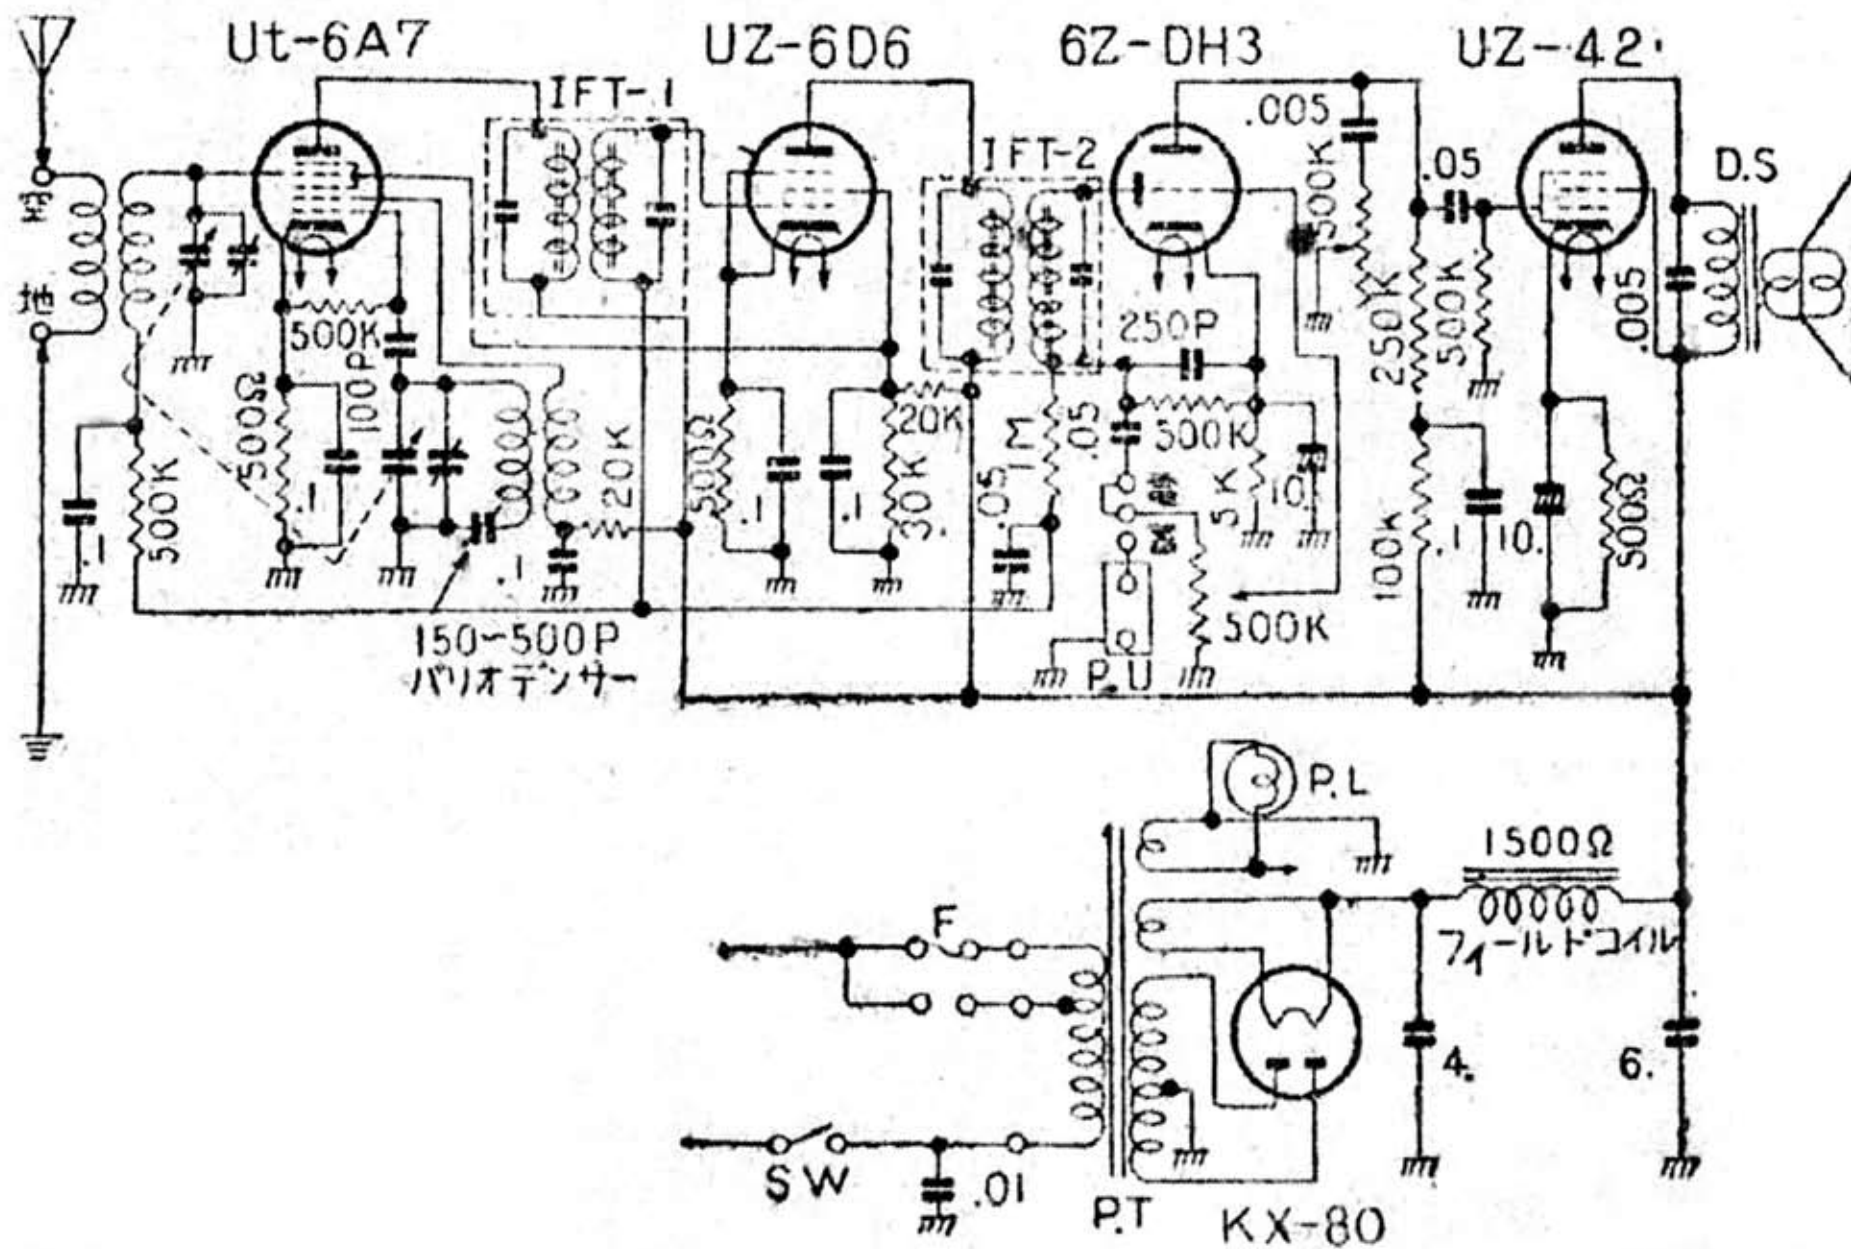 Ut-6A7
UZ-6D6
6Z-DH3
UZ-42
IFT-1
IFT-2
.005
500K
.05
D.S
地
500K
100P
500Ω
.1
500K
.1
20K
.1
150~500P
バリオデンサー
500Ω
.1
.1
30K
20K
.05
1M
.05
250P
500K
5K
10.
500K
P.U
250K
500K
100K
.1
10.
500Ω
.005
P.L
1500Ω
フィールドコイル
F
4.
6.
SW
.01
P.T
KX-80